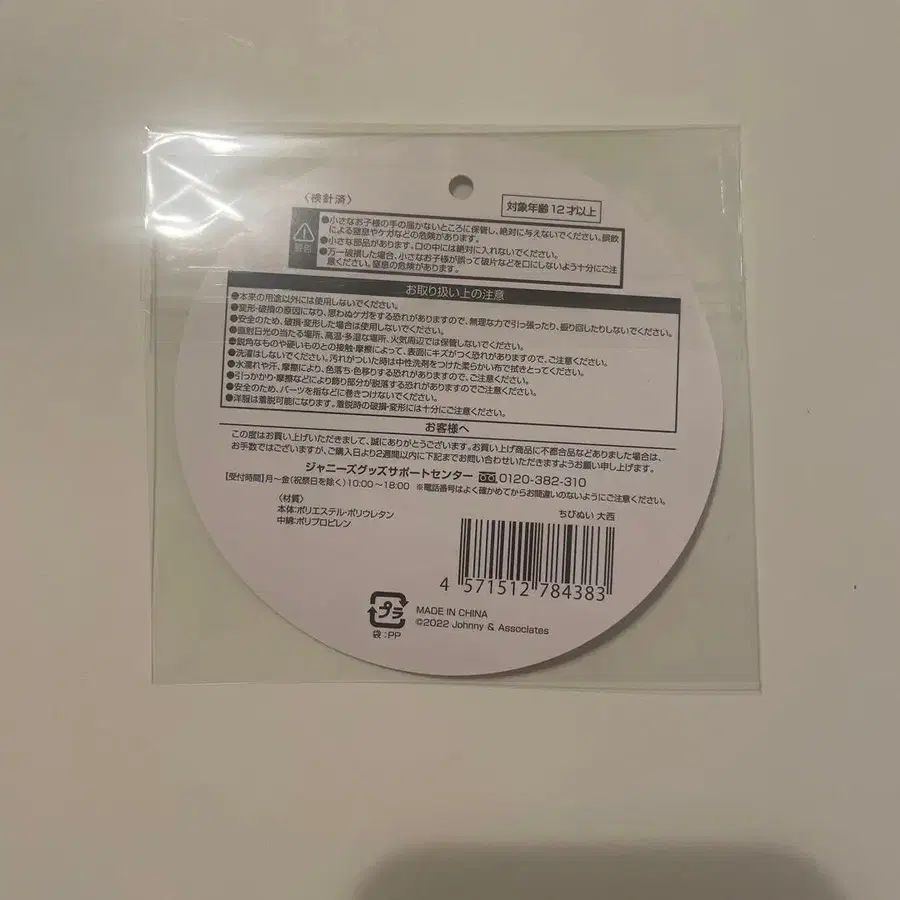 〈検針済〉
対象年齢12才以上
警告
●小さなお子様の手の届かないところに保管し、絶対に与えないでください。誤飲
による窒息やケガなどの危険があります。
●小さな部品があります。口の中には絶対に入れないでください。
●万一破損した場合、小さなお子様が誤って破片などを口にしないよう十分にご注
意ください。窒息の危険があります。
お取り扱い上の注意
●本来の用途以外には使用しないでください。
●変形・破損の原因になり、思わぬケガをする恐れがありますので、無理な力で引っ張ったり、振り回したりしないでください。
●安全のため、破損・変形した場合は使用しないでください。
●直射日光の当たる場所、高温・多湿な場所、火気周辺では保管しないでください。
●鋭角なものや硬いものとの接触・摩擦によって、表面にキズがつく恐れがありますので、ご注意ください。
●洗濯はしないでください。汚れがついた時は中性洗剤をつけた柔らかい布で拭きとってください。
●水濡れや汗、摩擦により、色落ち・色移りする恐れがありますので、ご注意ください。
●引っかかり・摩擦などにより飾り部分が脱落する恐れがありますのでご注意ください。
●安全のため、パーツを指などに巻きつけないでください。
●洋服は着脱可能になります。着脱時の破損・変形には十分にご注意ください。
お客様へ
この度はお買い上げいただきまして、誠にありがとうございます。お買い上げ商品に不都合品などありました場合は、
お手数ではございますが、ご購入日より2週間以内に下記までお問い合わせいただきますようお願い申し上げます。
ジャニーズグッズサポートセンター 0120-382-310
【受付時間】月～金(祝祭日を除く)10:00～18:00 ※電話番号はよく確かめてからお間違いのないようにご注意ください。
〈材質〉
本体:ポリエステル・ポリウレタン
中綿:ポリプロピレン
ちびぬい 大西
4 571512 784383
プラ
袋:PP
MADE IN CHINA
©2022 Johnny & Associates